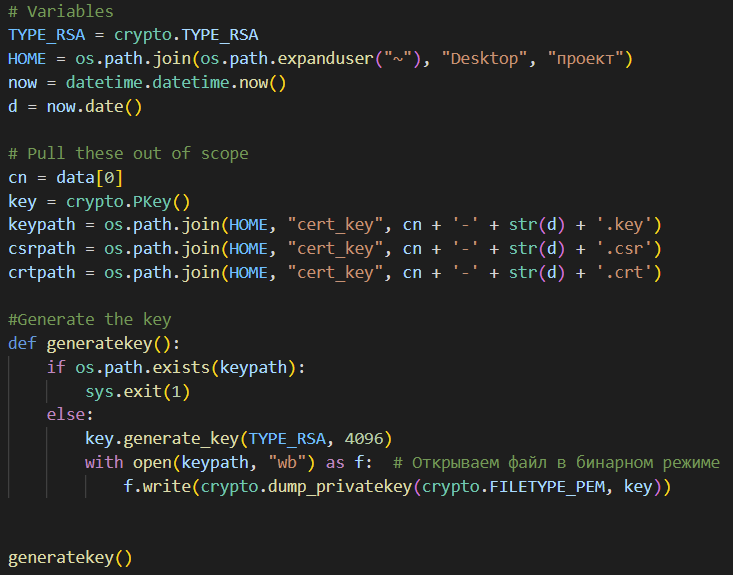 # Variables
TYPE_RSA = crypto.TYPE_RSA
HOME = os.path.join(os.path.expanduser("~"), "Desktop", "проект")
now = datetime.datetime.now()
d = now.date()
# Pull these out of scope
cn = data[0]
key = crypto.PKey()
keypath = os.path.join(HOME, "cert_key", cn + '-' + str(d) + '.key')
csrpath = os.path.join(HOME, "cert_key", cn + '-' + str(d) + '.csr')
crtpath = os.path.join(HOME, "cert_key", cn + '-' + str(d) + '.crt')
#Generate the key
def generatekey():
    if os.path.exists(keypath):
        sys.exit(1)
    else:
        key.generate_key(TYPE_RSA, 4096)
        with open(keypath, "wb") as f:  # Открываем файл в бинарном режиме
            f.write(crypto.dump_privatekey(crypto.FILETYPE_PEM, key))
generatekey()